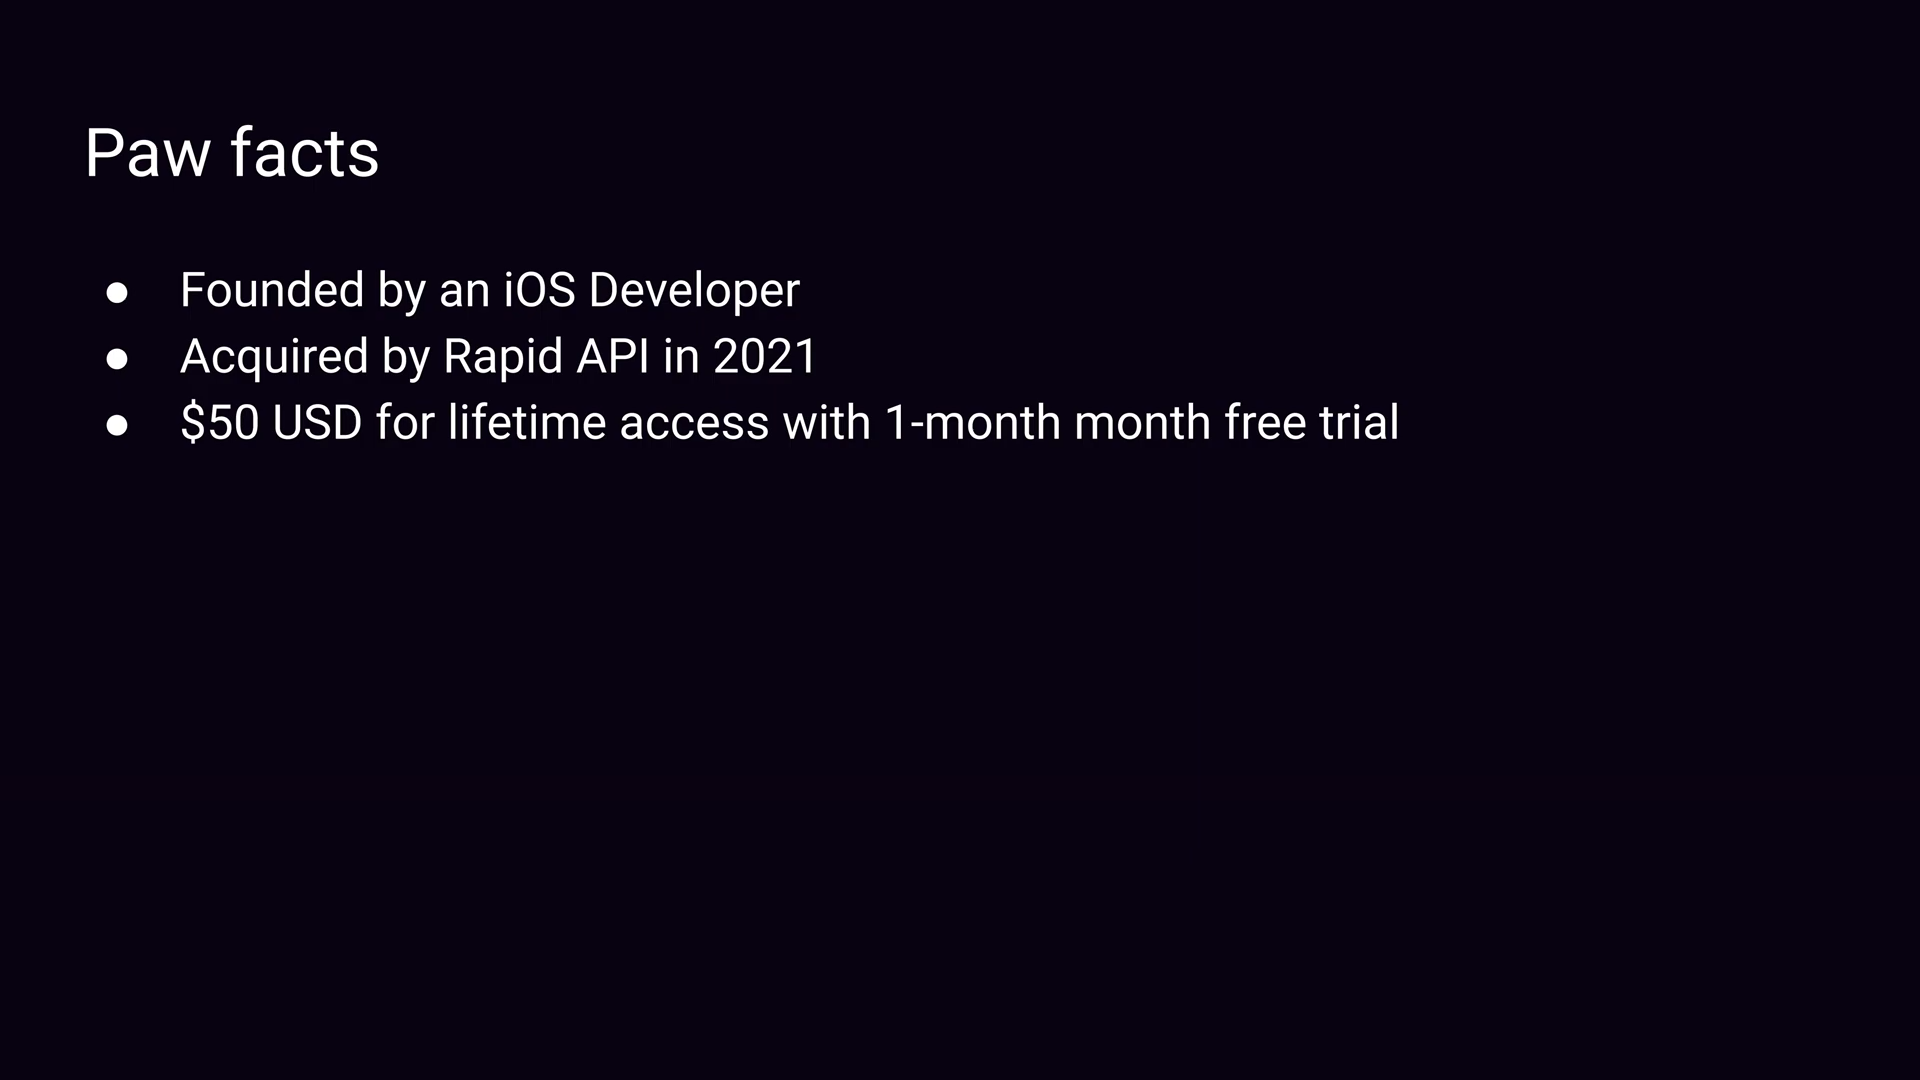 Paw facts
● Founded by an iOS Developer
● Acquired by Rapid API in 2021
● $50 USD for lifetime access with 1-month month free trial